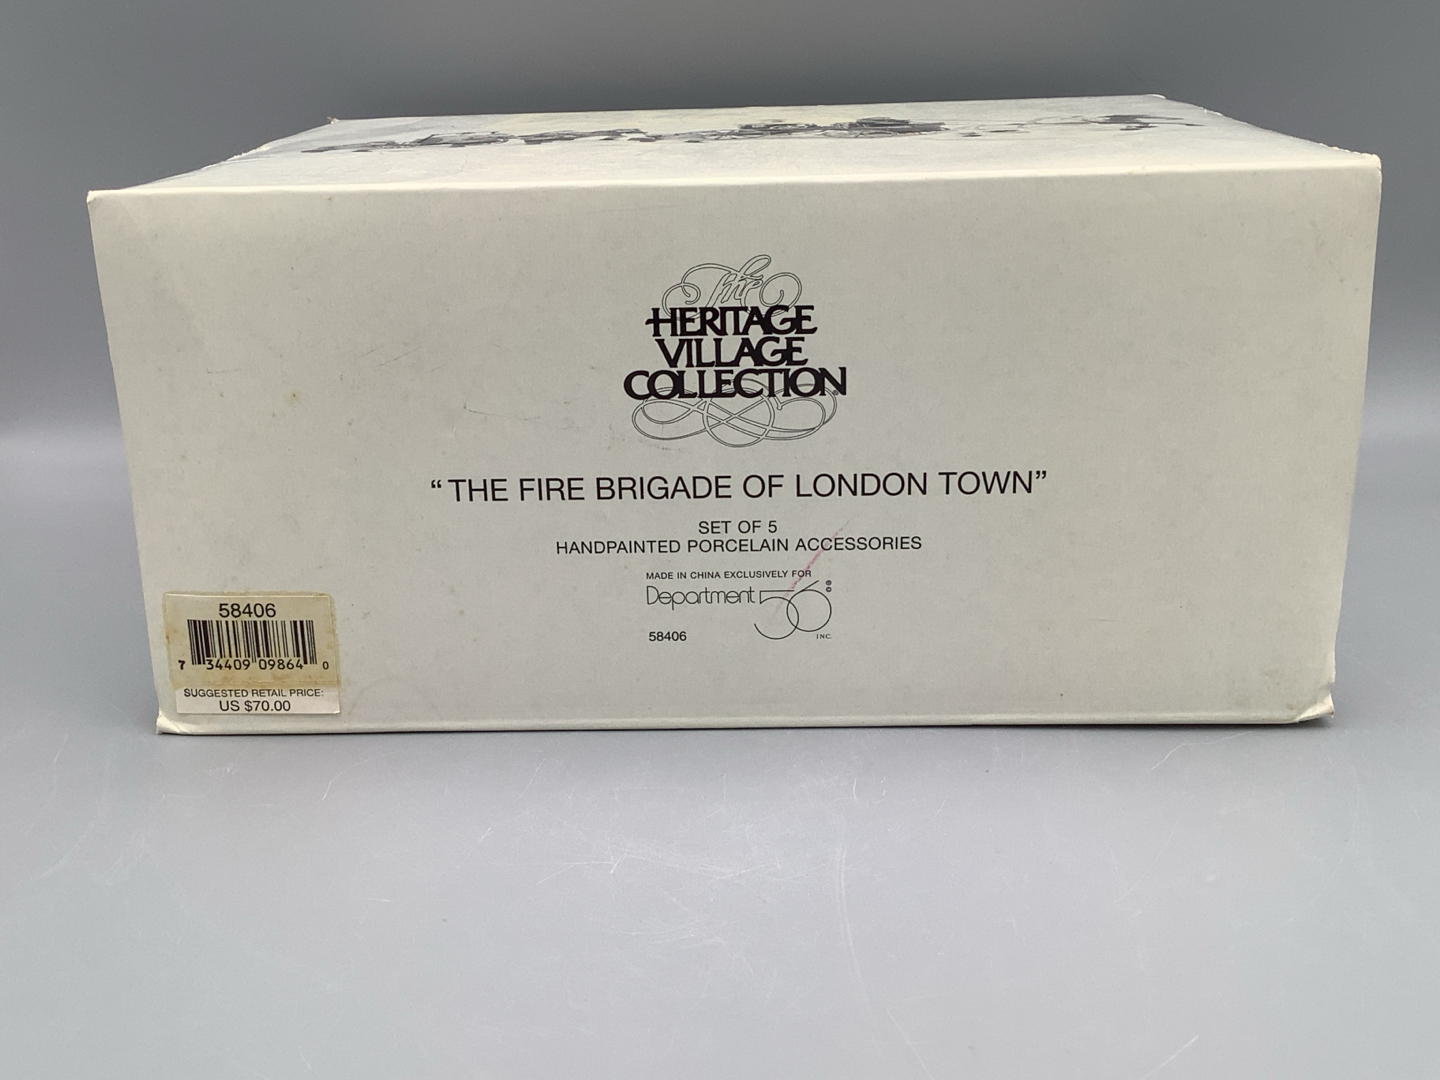 The
HERITAGE
VILLAGE
COLLECTION®
“THE FIRE BRIGADE OF LONDON TOWN”
SET OF 5
HANDPAINTED PORCELAIN ACCESSORIES
MADE IN CHINA EXCLUSIVELY FOR
Department 56 ®©
58406 INC.
58406
7 34409 09864 0
SUGGESTED RETAIL PRICE:
US $70.00